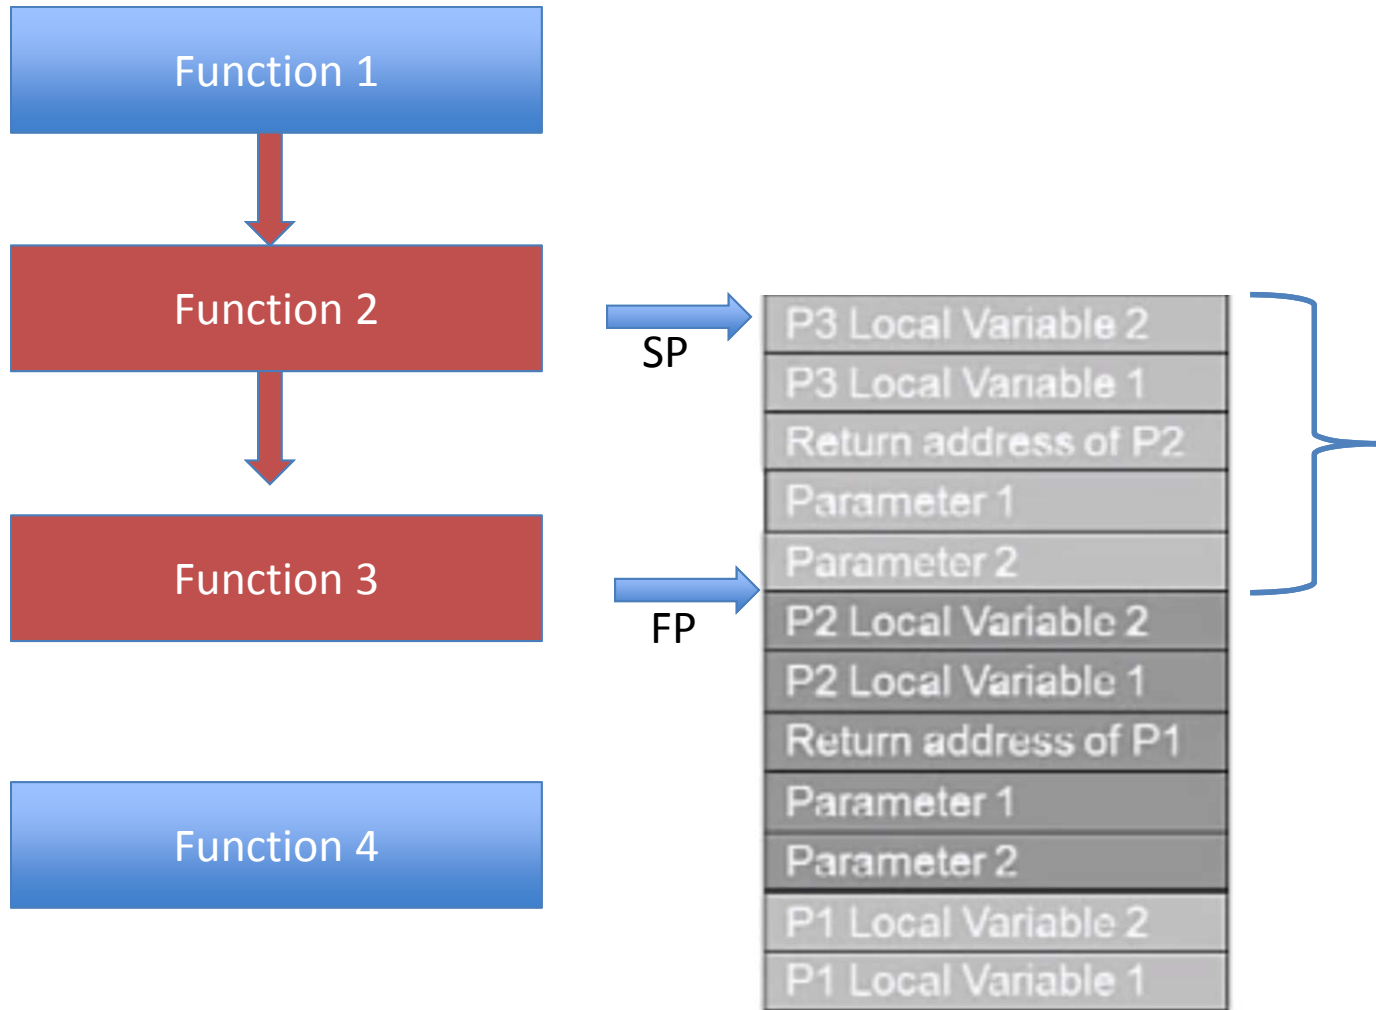 Function 1
Function 2
Function 3
Function 4
SP
FP
P3 Local Variable 2
P3 Local Variable 1
Return address of P2
Parameter 1
Parameter 2
P2 Local Variable 2
P2 Local Variable 1
Return address of P1
Parameter 1
Parameter 2
P1 Local Variable 2
P1 Local Variable 1